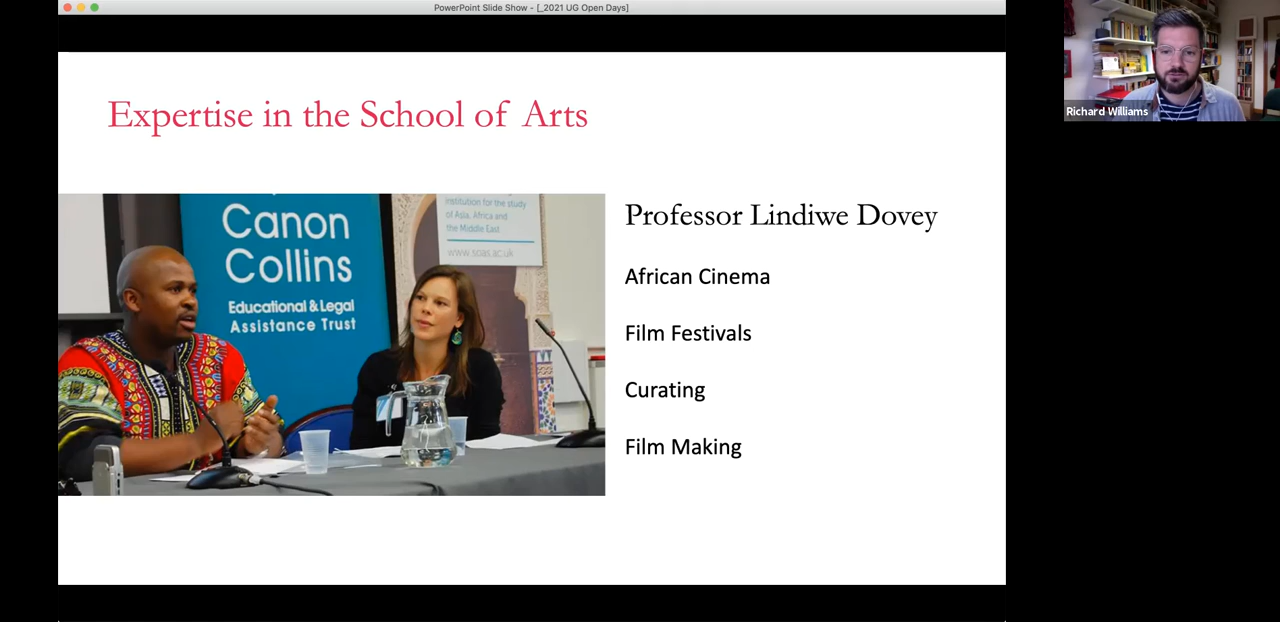 PowerPoint Slide Show - [_2021 UG Open Days]
Expertise in the School of Arts
Canon
Collins
Educational & Legal
Assistance Trust
institution for the study
of Asia, Africa and
the Middle East
www.soas.ac.uk
Professor Lindiwe Dovey
African Cinema
Film Festivals
Curating
Film Making
Richard Williams